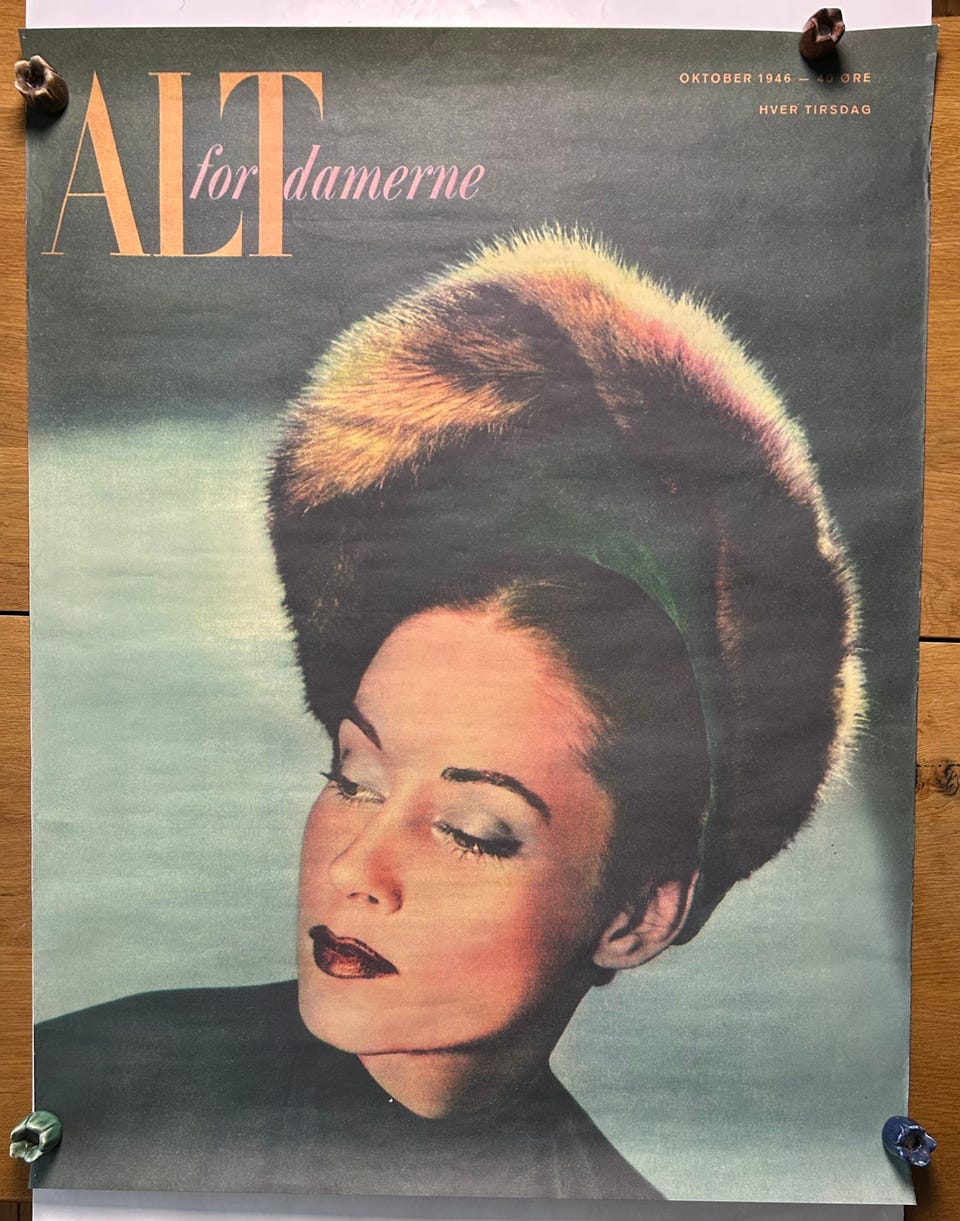 ALT for damerne
OKTOBER 1946 — 40 ØRE
HVER TIRSDAG